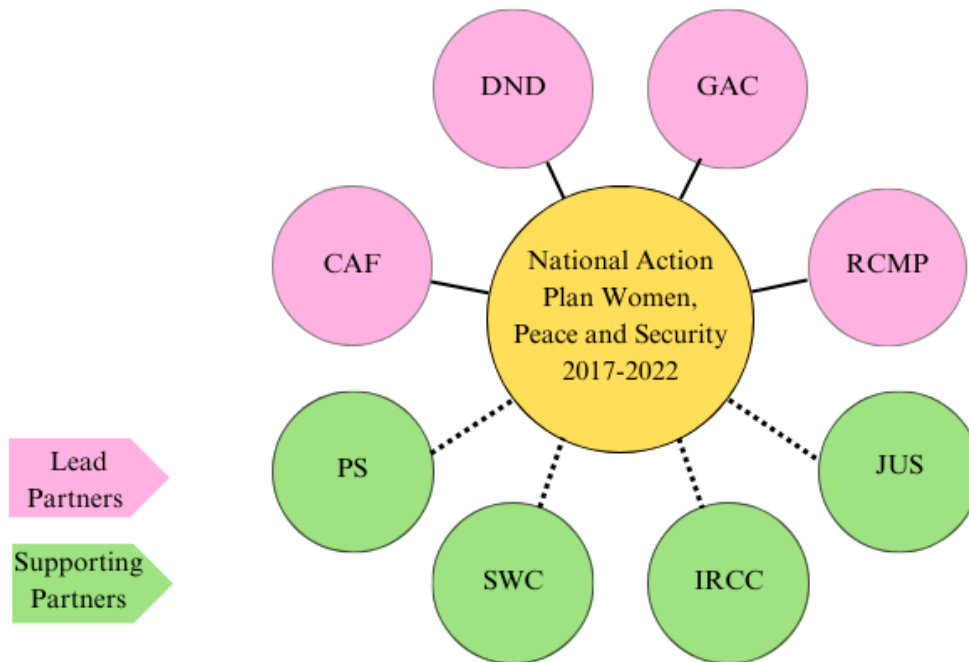 DND
GAC
CAF
National Action
Plan Women,
Peace and Security
2017-2022
RCMP
PS
JUS
Lead
Partners
SWC
IRCC
Supporting
Partners